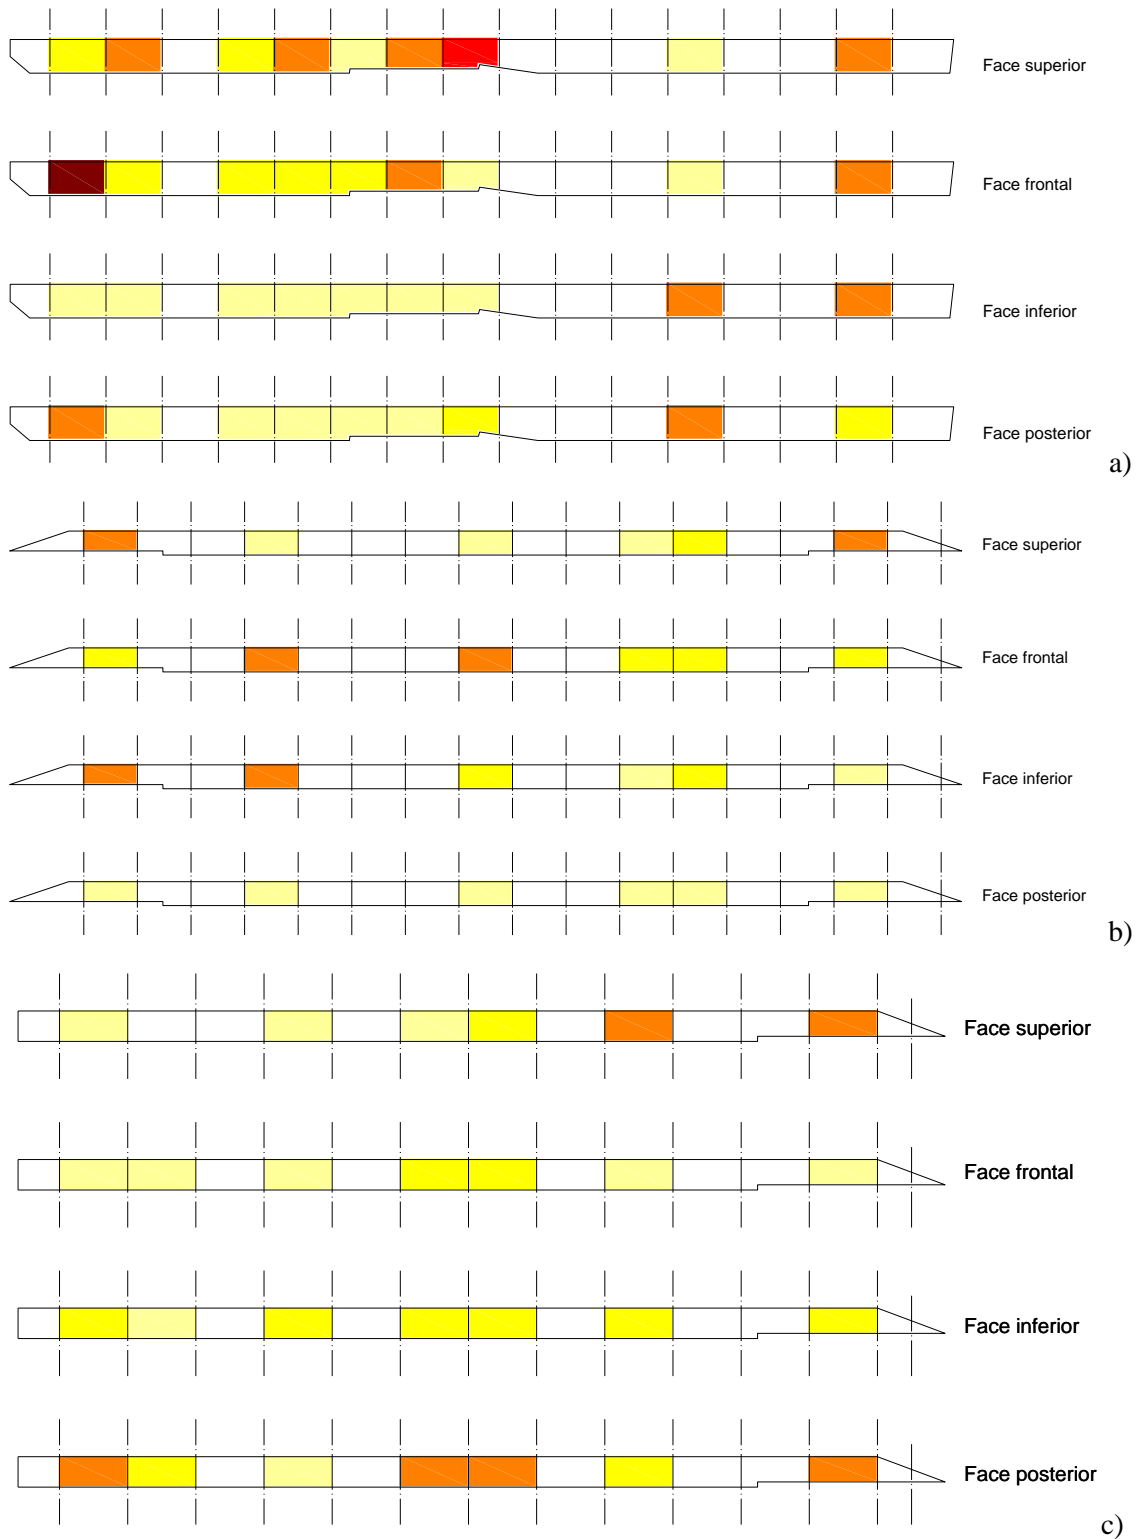 Face superior
Face frontal
Face inferior
Face posterior
a)
Face superior
Face frontal
Face inferior
Face posterior
b)
Face superior
Face frontal
Face inferior
Face posterior
c)